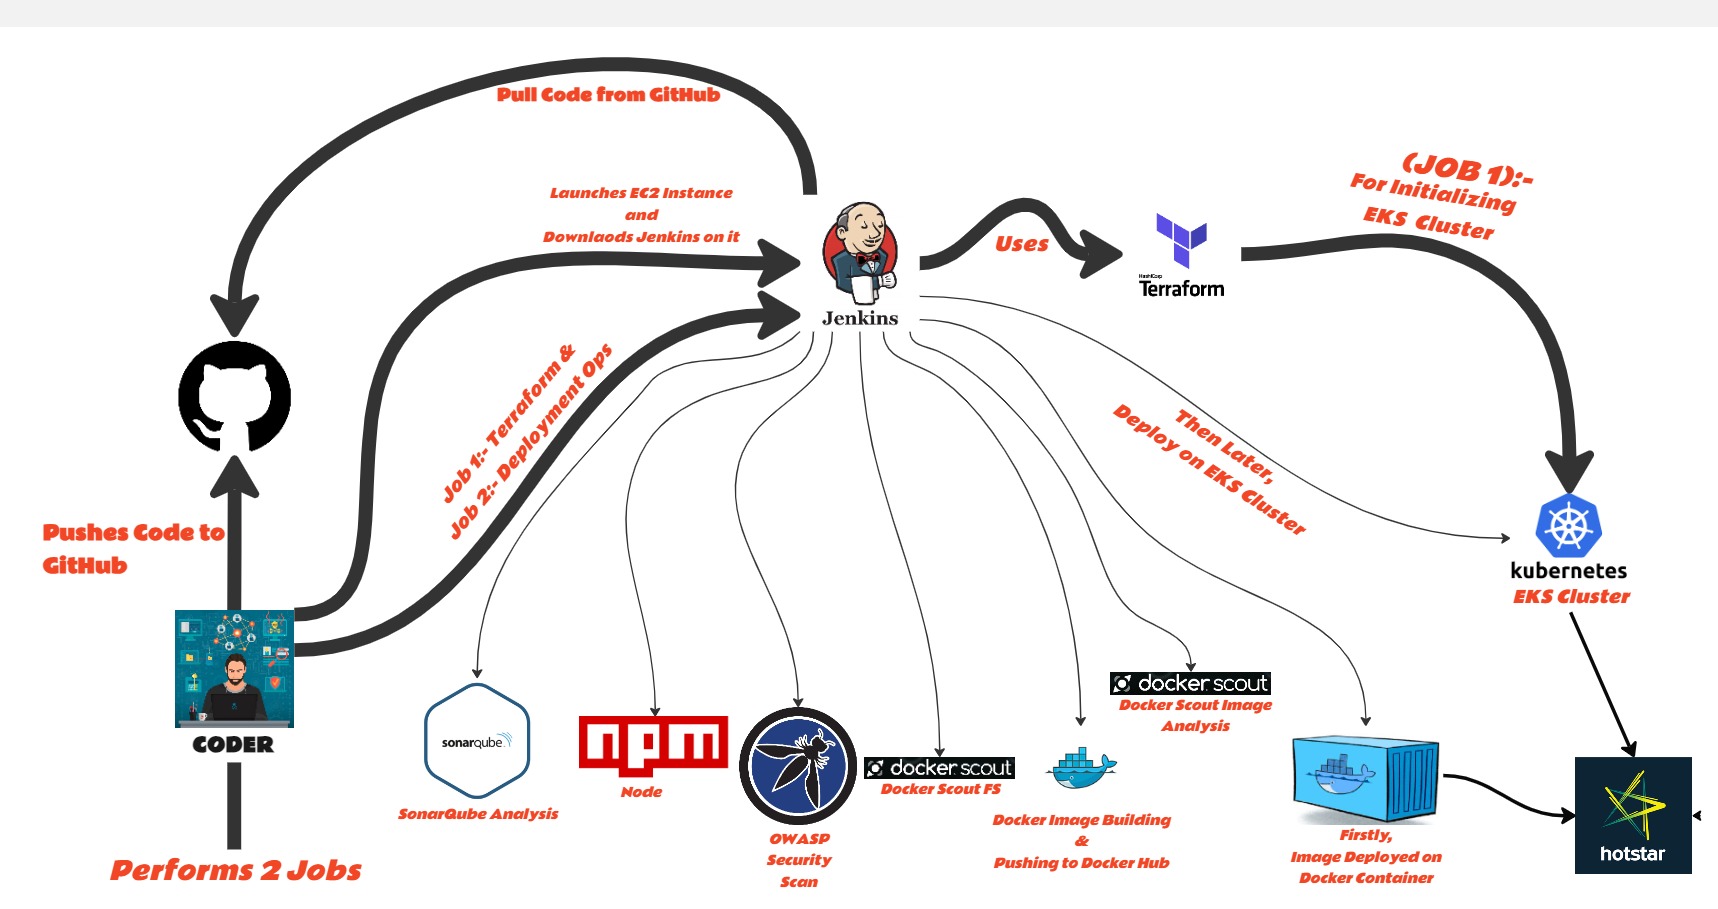 Pull Code from GitHub
Launches EC2 Instance
and
Downlaods Jenkins on it
Jenkins
Uses
HashiCorp
Terraform
(JOB 1):-
For Initializing
EKS Cluster
Job 1:- Terraform &
Job 2:- Deployment Ops
Then Later,
Deploy on EKS Cluster
Pushes Code to
GitHub
kubernetes
EKS Cluster
CODER
Performs 2 Jobs
sonarqube
SonarQube Analysis
npm
Node
OWASP
Security
Scan
docker scout
Docker Scout FS
Docker Image Building
&
Pushing to Docker Hub
docker scout
Docker Scout Image
Analysis
Firstly,
Image Deployed on
Docker Container
hotstar